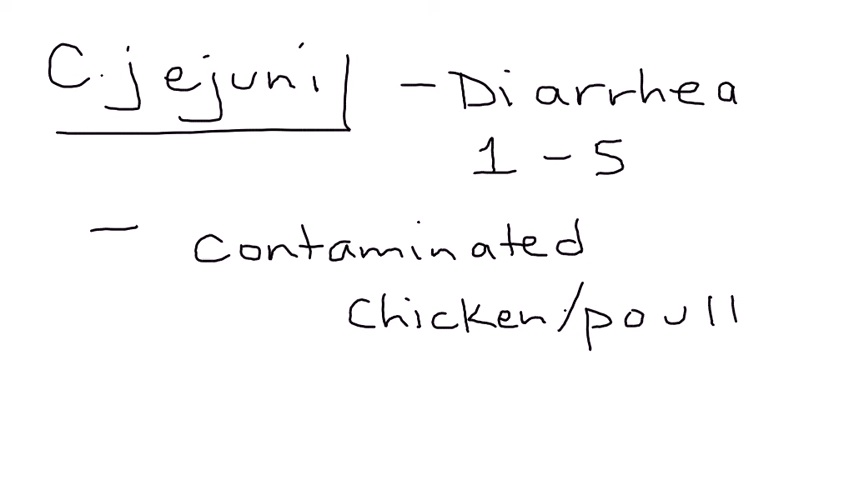 C. jejuni - Diarrhea
1 - 5
- Contaminated
Chicken/poull